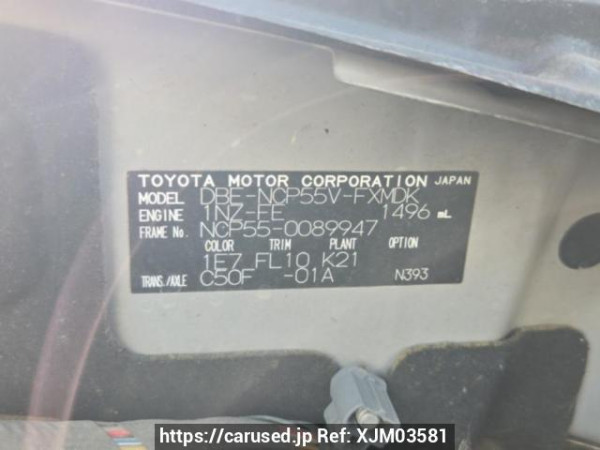 TOYOTA MOTOR CORPORATION JAPAN
MODEL DBE-NCP55V-FXMDK
ENGINE 1NZ-FE 1496 mL
FRAME No. NCP55-0089947
COLOR TRIM PLANT OPTION
1E7 FL10 K21
TRANS./AXLE C50F -01A N393
https://carused.jp Ref: XJM03581